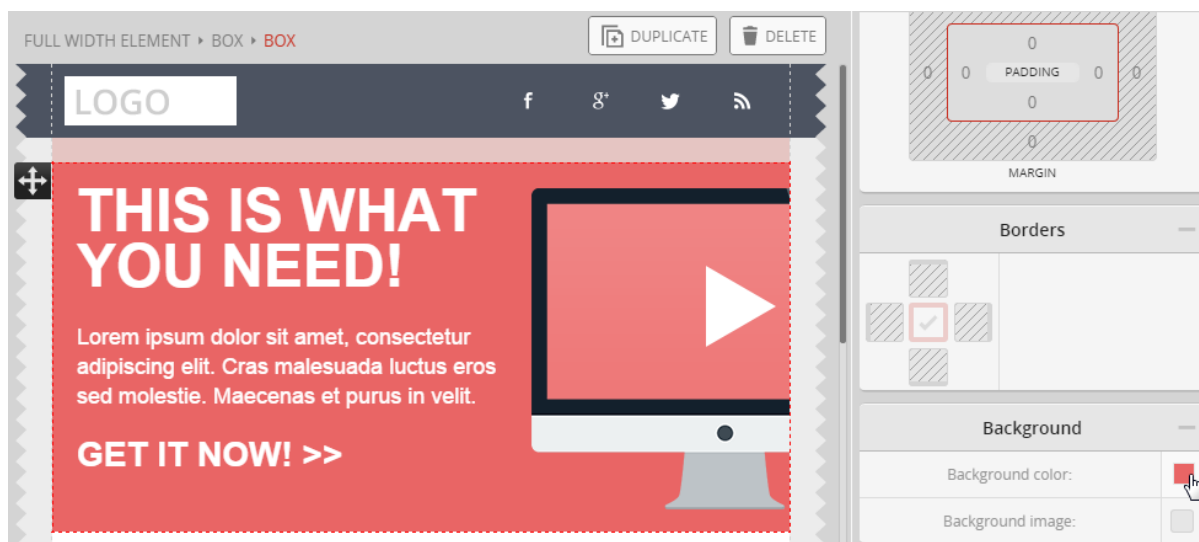 FULL WIDTH ELEMENT ▸ BOX ▸ BOX
DUPLICATE
DELETE
LOGO
f
g+
THIS IS WHAT
YOU NEED!
Lorem ipsum dolor sit amet, consectetur
adipiscing elit. Cras malesuada luctus eros
sed molestie. Maecenas et purus in velit.
GET IT NOW! >>
0
0 0 PADDING 0 0
0
0
MARGIN
Borders
Background
Background color:
Background image: